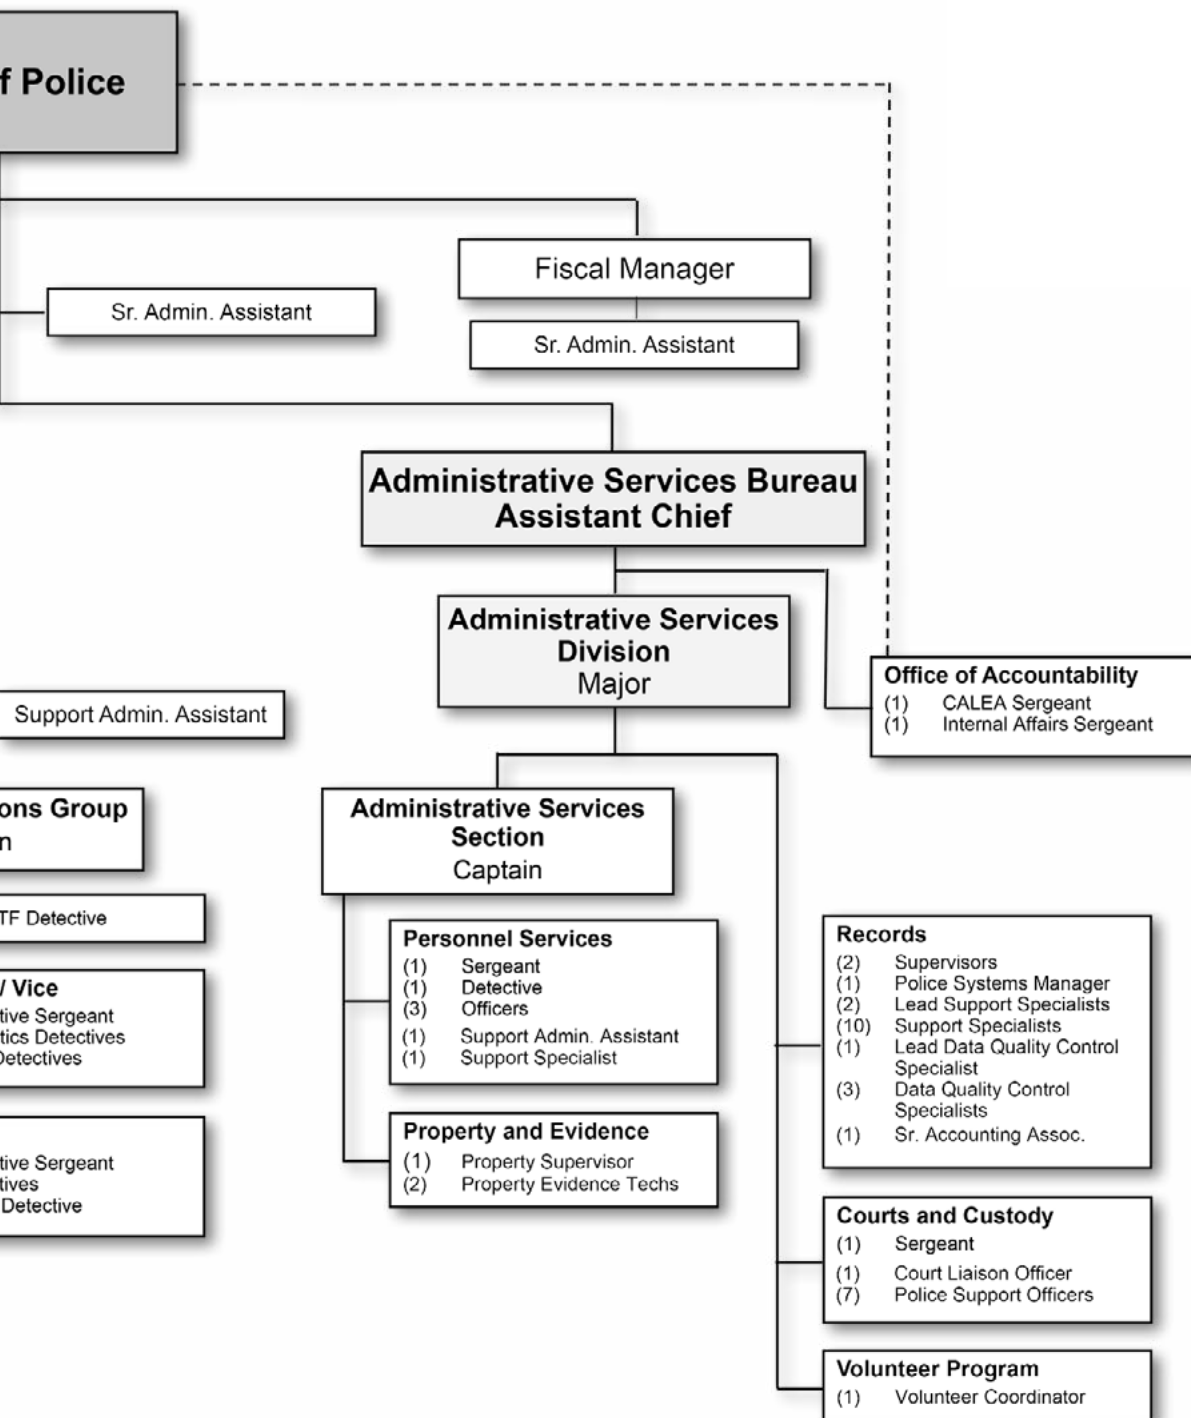 f Police
Fiscal Manager
Sr. Admin. Assistant
Sr. Admin. Assistant
Administrative Services Bureau
Assistant Chief
Administrative Services
Division
Major
Office of Accountability
(1) CALEA Sergeant
(1) Internal Affairs Sergeant
Support Admin. Assistant
ons Group
n
Administrative Services
Section
Captain
TF Detective
/ Vice
tive Sergeant
tics Detectives
Detectives
tive Sergeant
tives
Detective
Personnel Services
(1) Sergeant
(1) Detective
(3) Officers
(1) Support Admin. Assistant
(1) Support Specialist
Property and Evidence
(1) Property Supervisor
(2) Property Evidence Techs
Records
(2) Supervisors
(1) Police Systems Manager
(2) Lead Support Specialists
(10) Support Specialists
(1) Lead Data Quality Control
Specialist
(3) Data Quality Control
Specialists
(1) Sr. Accounting Assoc.
Courts and Custody
(1) Sergeant
(1) Court Liaison Officer
(7) Police Support Officers
Volunteer Program
(1) Volunteer Coordinator